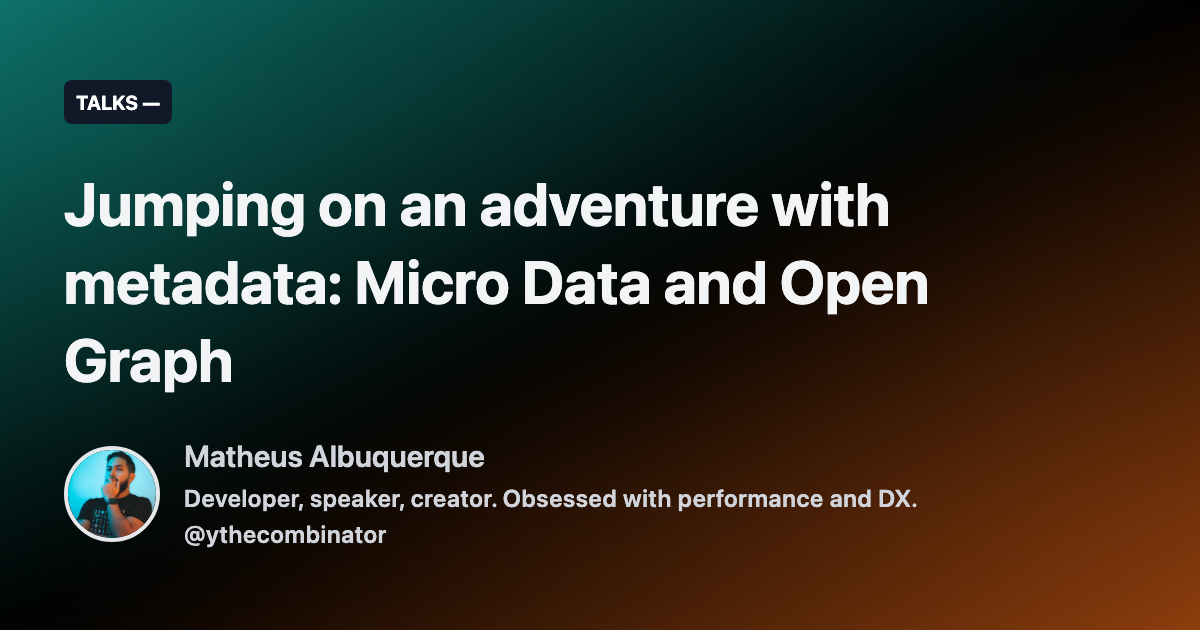 TALKS —
Jumping on an adventure with
metadata: Micro Data and Open
Graph
Matheus Albuquerque
Developer, speaker, creator. Obsessed with performance and DX.
@ythecombinator